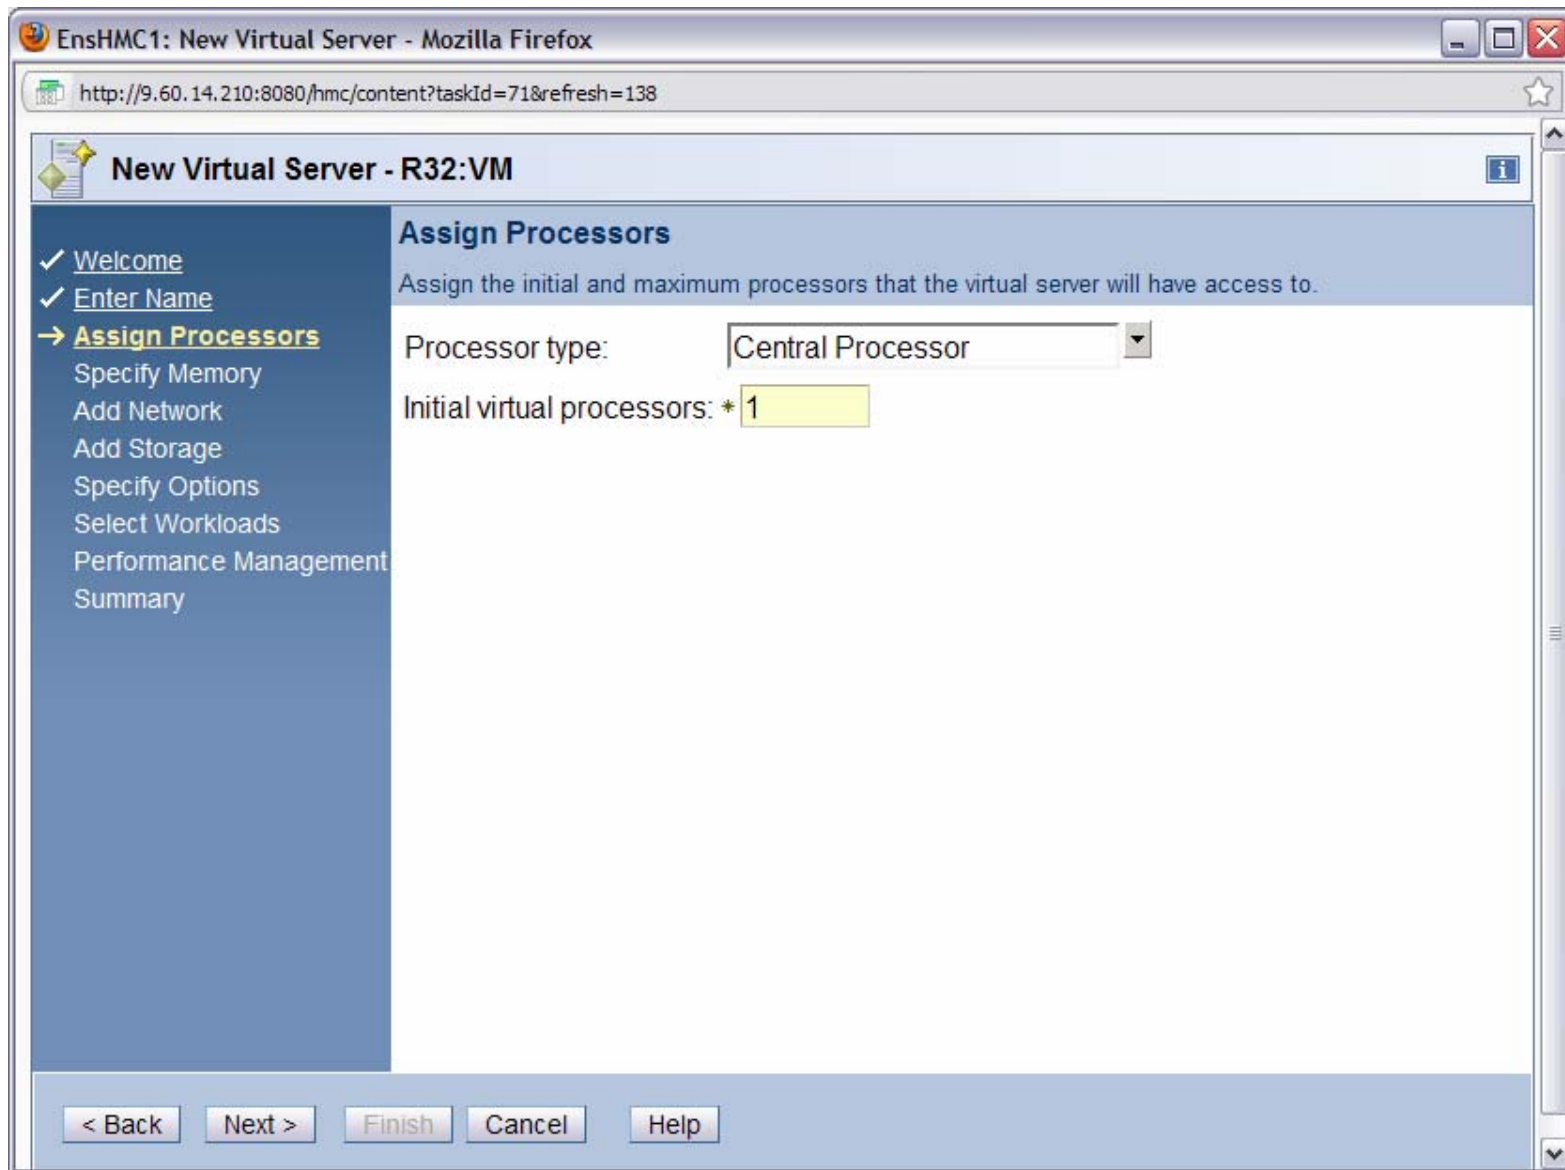 EnsHMC1: New Virtual Server - Mozilla Firefox
http://9.60.14.210:8080/hmc/content?taskId=71&refresh=138
New Virtual Server - R32:VM
i
Welcome
Enter Name
Assign Processors
Specify Memory
Add Network
Add Storage
Specify Options
Select Workloads
Performance Management
Summary
Assign Processors
Assign the initial and maximum processors that the virtual server will have access to.
Processor type: Central Processor
Initial virtual processors: * 1
< Back Next > Finish Cancel Help